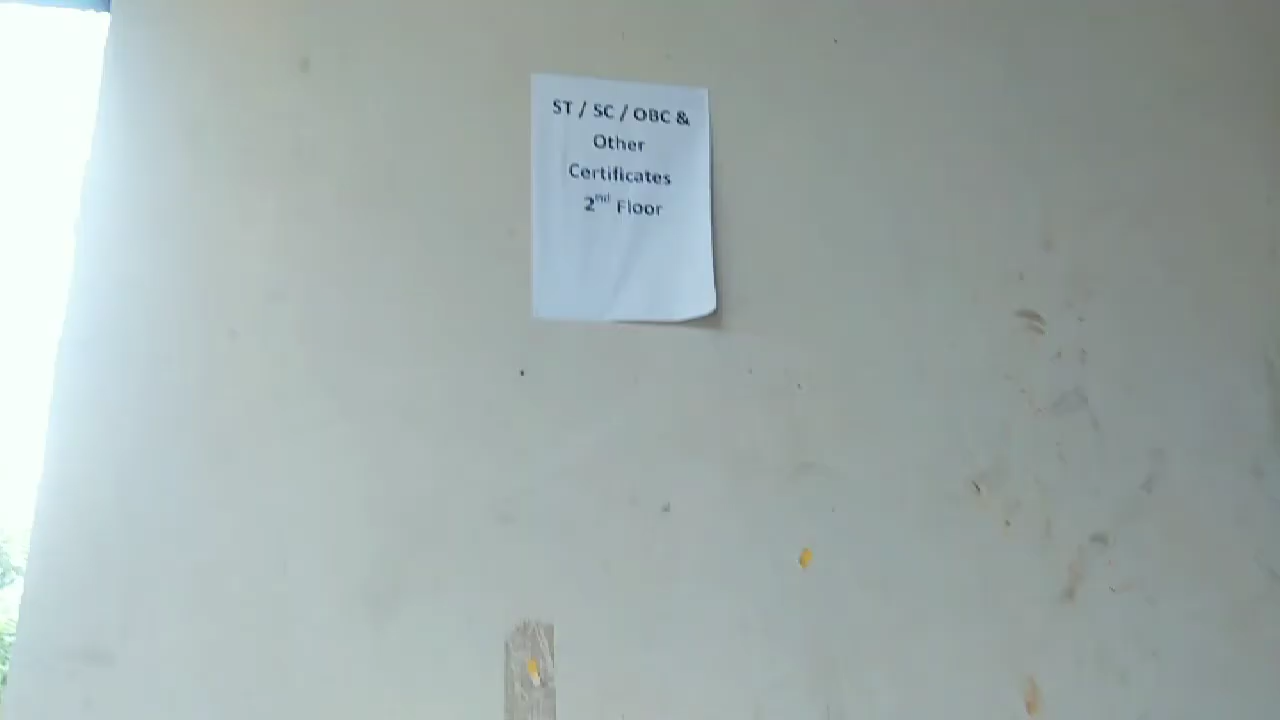 ST / SC / OBC &
Other
Certificates
2nd Floor